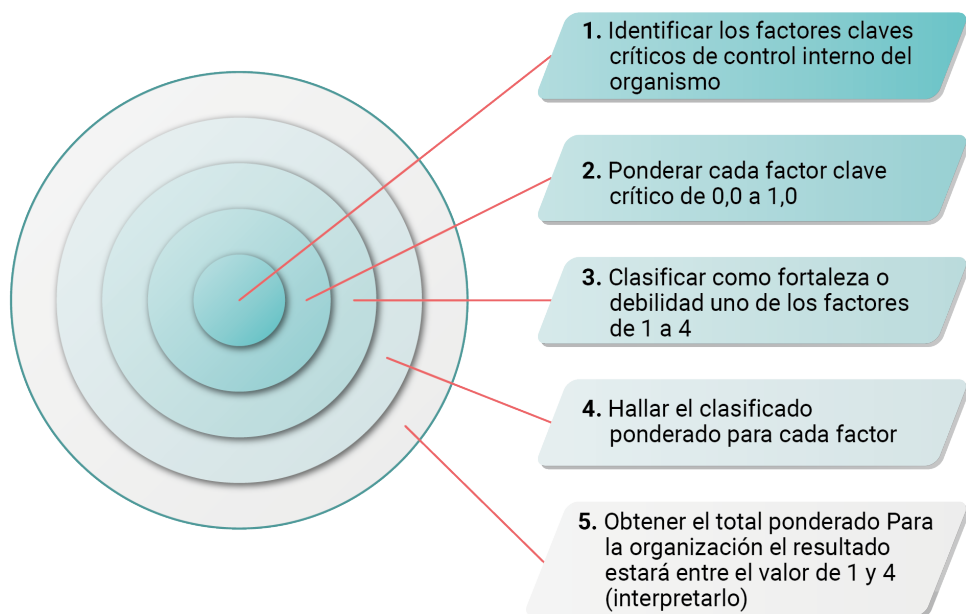 1. Identificar los factores claves
críticos de control interno del
organismo
2. Ponderar cada factor clave
crítico de 0,0 a 1,0
3. Clasificar como fortaleza o
debilidad uno de los factores
de 1 a 4
4. Hallar el clasificado
ponderado para cada factor
5. Obtener el total ponderado Para
la organización el resultado
estará entre el valor de 1 y 4
(interpretarlo)